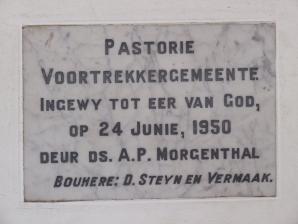 PASTORIE
VOORTREKKERGEMEENTE
INGEWY TOT EER VAN GOD,
OP 24 JUNIE, 1950
DEUR DS. A.P. MORGENTHAL
BOUHERE: D. STEYN EN VERMAAK.